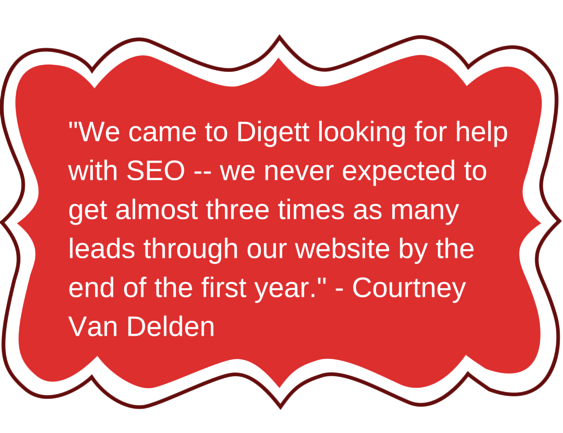 "We came to Digett looking for help
with SEO -- we never expected to
get almost three times as many
leads through our website by the
end of the first year." - Courtney
Van Delden